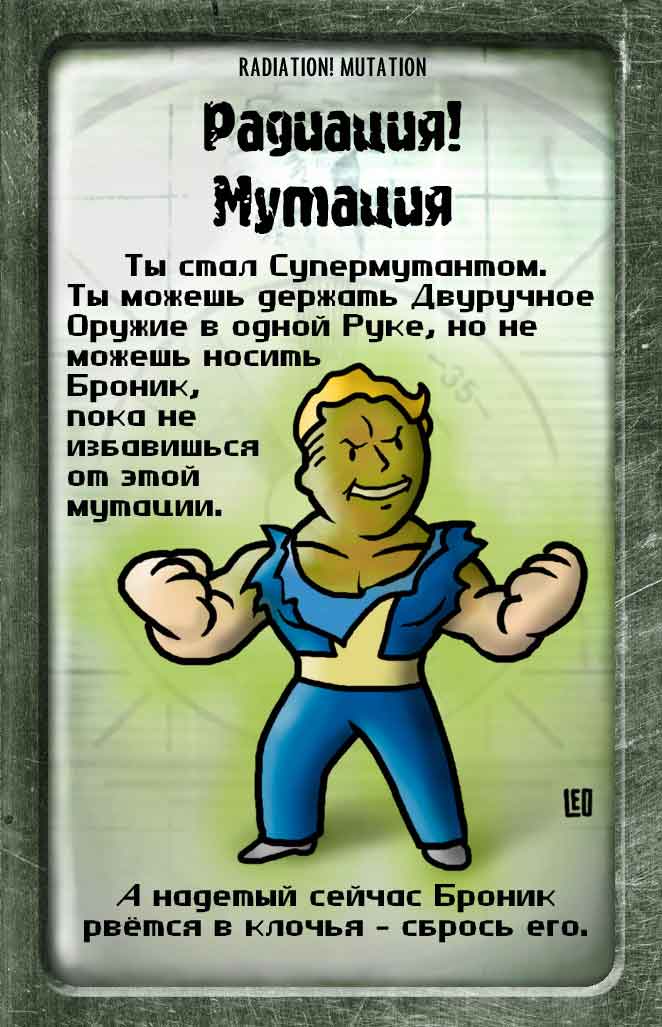 RADIATION! MUTATION
Радиация!
Мутация
Ты стал Супермутантом.
Ты можешь держать Двуручное
Оружие в одной Руке, но не
можешь носить
Броник,
пока не
избавишься
от этой
мутации.
-35-
LEO
А надетый сейчас Броник
рвётся в клочья - сбрось его.